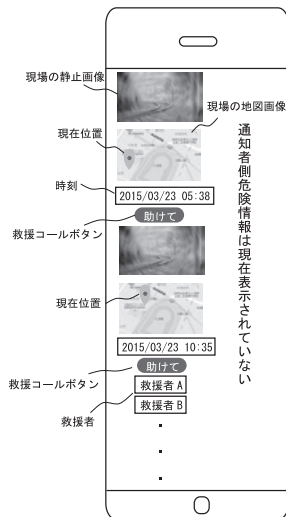 現場の静止画像
現場の地図画像
現在位置
時刻
2015/03/23 05:38
救援コールボタン
助けて
現在位置
2015/03/23 10:35
救援コールボタン
助けて
救援者
救援者 A
救援者 B
通知者側危険情報は現在表示されていない